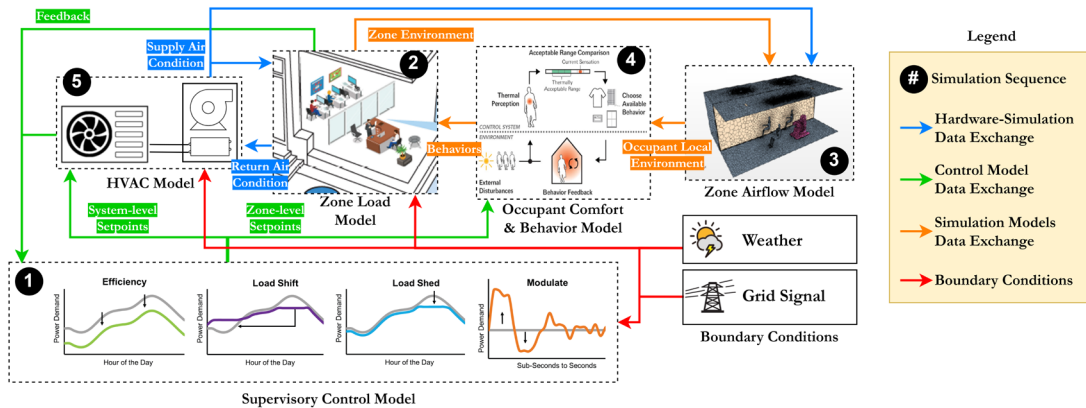 Feedback
Supply Air
Condition
Zone Environment
5
2
4
3
Acceptable Range Comparison
Current Sensation
Thermally
Acceptable Range
Thermal
Perception
Choose
Available
Behavior
CONTROL SYSTEM
ENVIRONMENT
External
Disturbances
Behavior Feedback
Behaviors
Occupant Local
Environment
Return Air
Condition
HVAC Model
Zone Load
Model
Occupant Comfort
& Behavior Model
Zone Airflow Model
System-level
Setpoints
Zone-level
Setpoints
Weather
Grid Signal
Boundary Conditions
1
Efficiency
Power Demand
Hour of the Day
Load Shift
Power Demand
Hour of the Day
Load Shed
Power Demand
Hour of the Day
Modulate
Power Demand
Sub-Seconds to Seconds
Supervisory Control Model
Legend
# Simulation Sequence
Hardware-Simulation
Data Exchange
Control Model
Data Exchange
Simulation Models
Data Exchange
Boundary Conditions